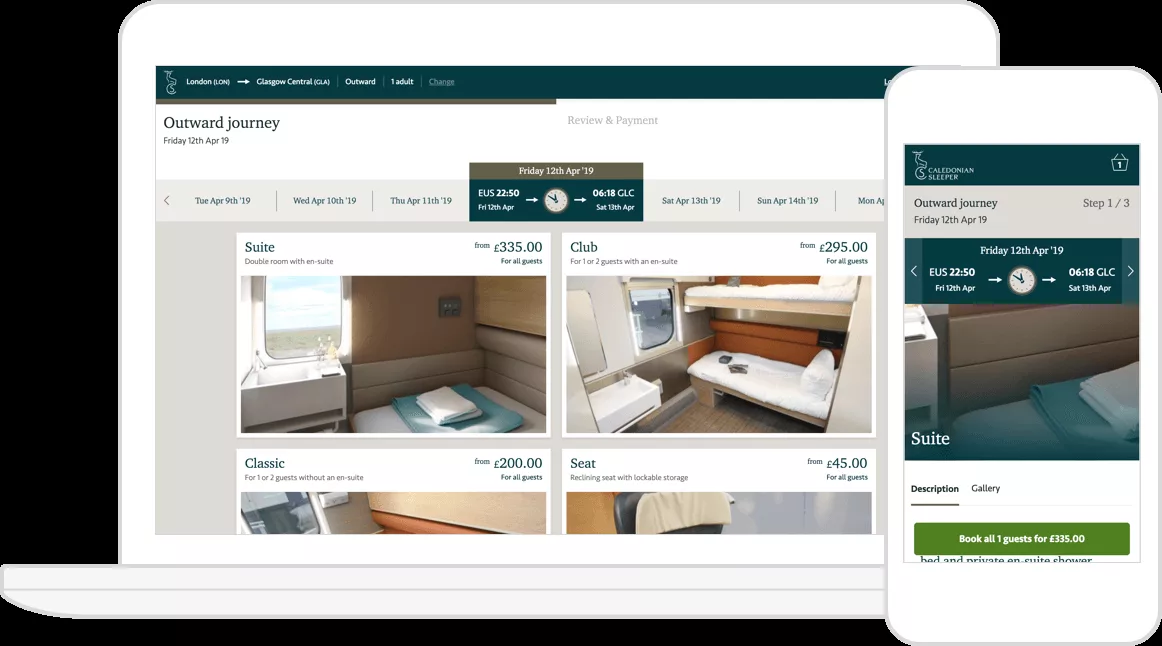 London (LON) → Glasgow Central (GLA) Outward 1 adult Change
Outward journey
Friday 12th Apr 19
Review & Payment
Tue Apr 9th '19
Wed Apr 10th '19
Thu Apr 11th '19
Friday 12th Apr '19
EUS 22:50 → → 06:18 GLC
Fri 12th Apr Sat 13th Apr
Sat Apr 13th '19
Sun Apr 14th '19
Suite from £335.00
Double room with en-suite For all guests
Club from £295.00
For 1 or 2 guests with an en-suite For all guests
Classic from £200.00
For 1 or 2 guests without an en-suite For all guests
Seat from £45.00
Reclining seat with lockable storage For all guests
CALEDONIAN
SLEEPER
1
Outward journey Step 1 / 3
Friday 12th Apr 19
Friday 12th Apr '19
EUS 22:50 → → 06:18 GLC
Fri 12th Apr Sat 13th Apr
Suite
Description Gallery
Book all 1 guests for £335.00
bed and private en-suite shower